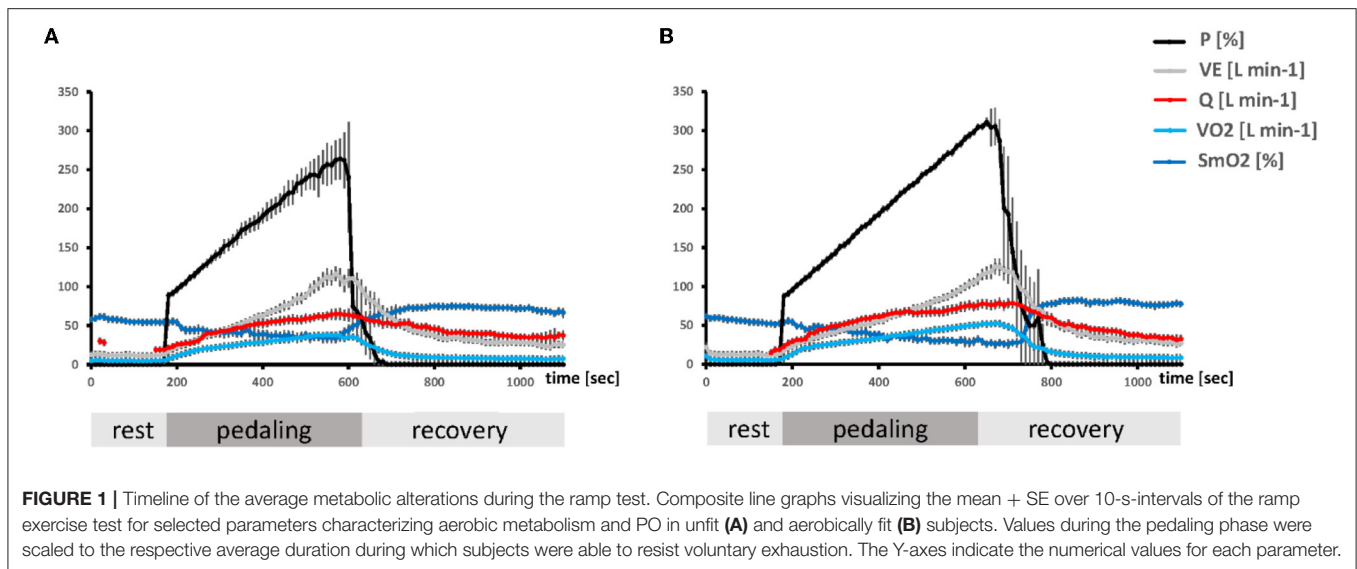 A
B
P [%]
VE [L min-1]
Q [L min-1]
VO2 [L min-1]
SmO2 [%]
350
300
250
200
150
100
50
0
0 200 400 600 800 1000 time [sec]
rest pedaling recovery
350
300
250
200
150
100
50
0
0 200 400 600 800 1000 time [sec]
rest pedaling recovery
FIGURE 1 | Timeline of the average metabolic alterations during the ramp test. Composite line graphs visualizing the mean + SE over 10-s-intervals of the ramp
exercise test for selected parameters characterizing aerobic metabolism and PO in unfit (A) and aerobically fit (B) subjects. Values during the pedaling phase were
scaled to the respective average duration during which subjects were able to resist voluntary exhaustion. The Y-axes indicate the numerical values for each parameter.